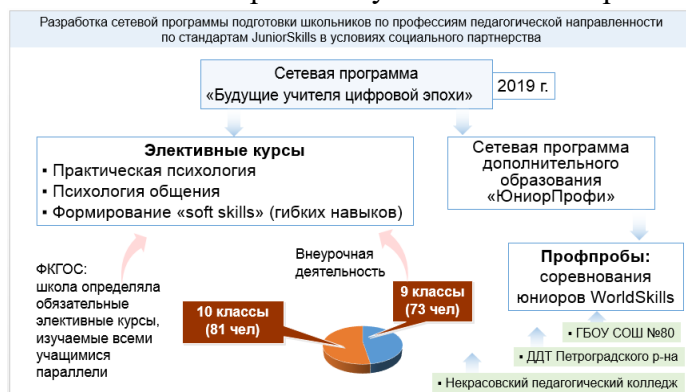 Разработка сетевой программы подготовки школьников по профессиям педагогической направленности
по стандартам JuniorSkills в условиях социального партнерства
Сетевая программа
«Будущие учителя цифровой эпохи»
2019 г.
Элективные курсы
▪ Практическая психология
▪ Психология общения
▪ Формирование «soft skills» (гибких навыков)
Сетевая программа
дополнительного
образования
«ЮниорПрофи»
ФКГОС:
школа определяла
обязательные
элективные курсы,
изучаемые всеми
учащимися
параллели
Внеурочная
деятельность
10 классы
(81 чел)
9 классы
(73 чел)
Профпробы:
соревнования
юниоров WorldSkills
▪ ГБОУ СОШ №80
▪ ДДТ Петроградского р-на
▪ Некрасовский педагогический колледж